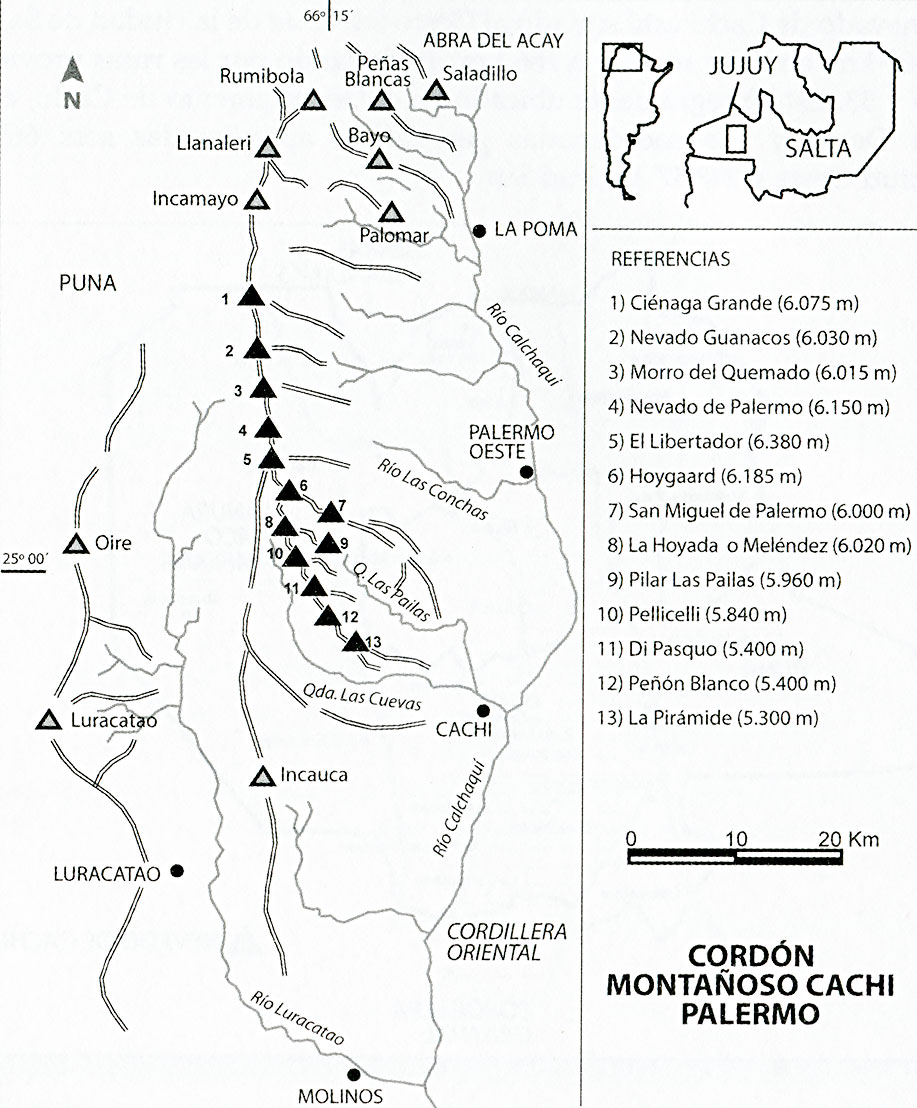 66º 15´
ABRA DEL ACAY
N
Rumibola
Peñas
Blancas
Saladillo
Llanaleri
Bayo
Incamayo
Palomar
LA POMA
PUNA
Río Calchaquí
1
2
3
4
5
6
7
8
9
10
11
12
13
PALERMO
OESTE
Río Las Conchas
Oire
25º 00´
Q. Las Pailas
Qda. Las Cuevas
Luracatao
CACHI
Incauca
Río Calchaquí
LURACATAO
CORDILLERA
ORIENTAL
Río Luracatao
MOLINOS
JUJUY
SALTA
REFERENCIAS
1) Ciénaga Grande (6.075 m)
2) Nevado Guanacos (6.030 m)
3) Morro del Quemado (6.015 m)
4) Nevado de Palermo (6.150 m)
5) El Libertador (6.380 m)
6) Hoygaard (6.185 m)
7) San Miguel de Palermo (6.000 m)
8) La Hoyada o Meléndez (6.020 m)
9) Pilar Las Pailas (5.960 m)
10) Pellicelli (5.840 m)
11) Di Pasquo (5.400 m)
12) Peñón Blanco (5.400 m)
13) La Pirámide (5.300 m)
0 10 20 Km
CORDÓN
MONTAÑOSO CACHI
PALERMO